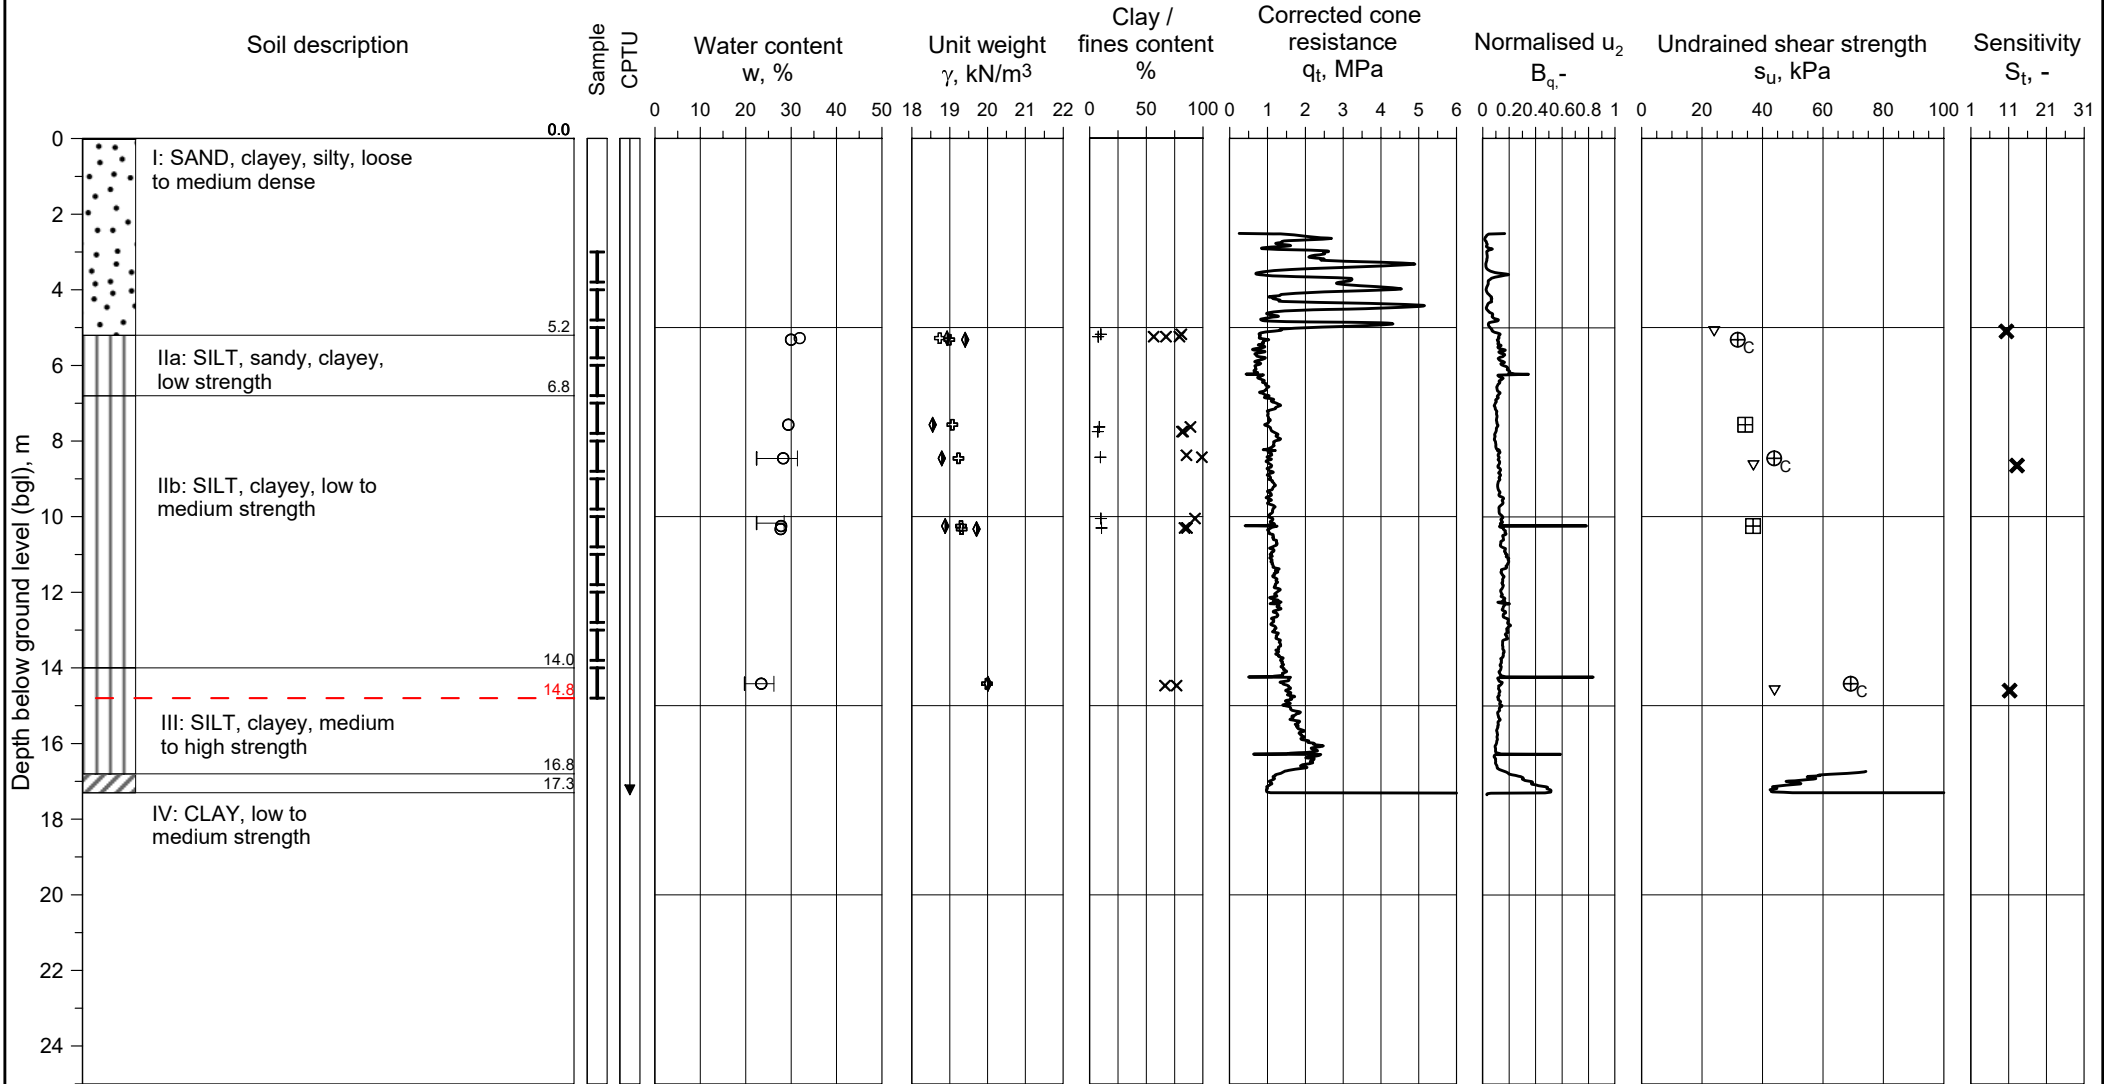 Soil description
Sample
CPTU
Water content
w, %
Unit weight
γ, kN/m³
Clay /
fines content
%
Corrected cone
resistance
qt, MPa
Normalised u2
Bq,-
Undrained shear strength
su, kPa
Sensitivity
St, -
0 10 20 30 40 50
18 19 20 21 22
0 50 100
0 1 2 3 4 5 6
0 0.20.40.60.8 1
0 20 40 60 80 100
1 11 21 31
Depth below ground level (bgl), m
0
2
4
6
8
10
12
14
16
18
20
22
24
0.0
I: SAND, clayey, silty, loose
to medium dense
5.2
IIa: SILT, sandy, clayey,
low strength
6.8
IIb: SILT, clayey, low to
medium strength
14.0
14.8
III: SILT, clayey, medium
to high strength
16.8
17.3
IV: CLAY, low to
medium strength
C
C
C